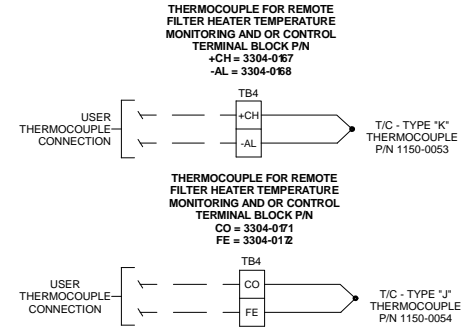 THERMOCOUPLE FOR REMOTE
FILTER HEATER TEMPERATURE
MONITORING AND OR CONTROL
TERMINAL BLOCK P/N
+CH = 3304-0167
-AL = 3304-0168
TB4
USER
THERMOCOUPLE
CONNECTION
+CH
-AL
T/C - TYPE "K"
THERMOCOUPLE
P/N 1150-0053
THERMOCOUPLE FOR REMOTE
FILTER HEATER TEMPERATURE
MONITORING AND OR CONTROL
TERMINAL BLOCK P/N
CO = 3304-0171
FE = 3304-0172
TB4
USER
THERMOCOUPLE
CONNECTION
CO
FE
T/C - TYPE "J"
THERMOCOUPLE
P/N 1150-0054